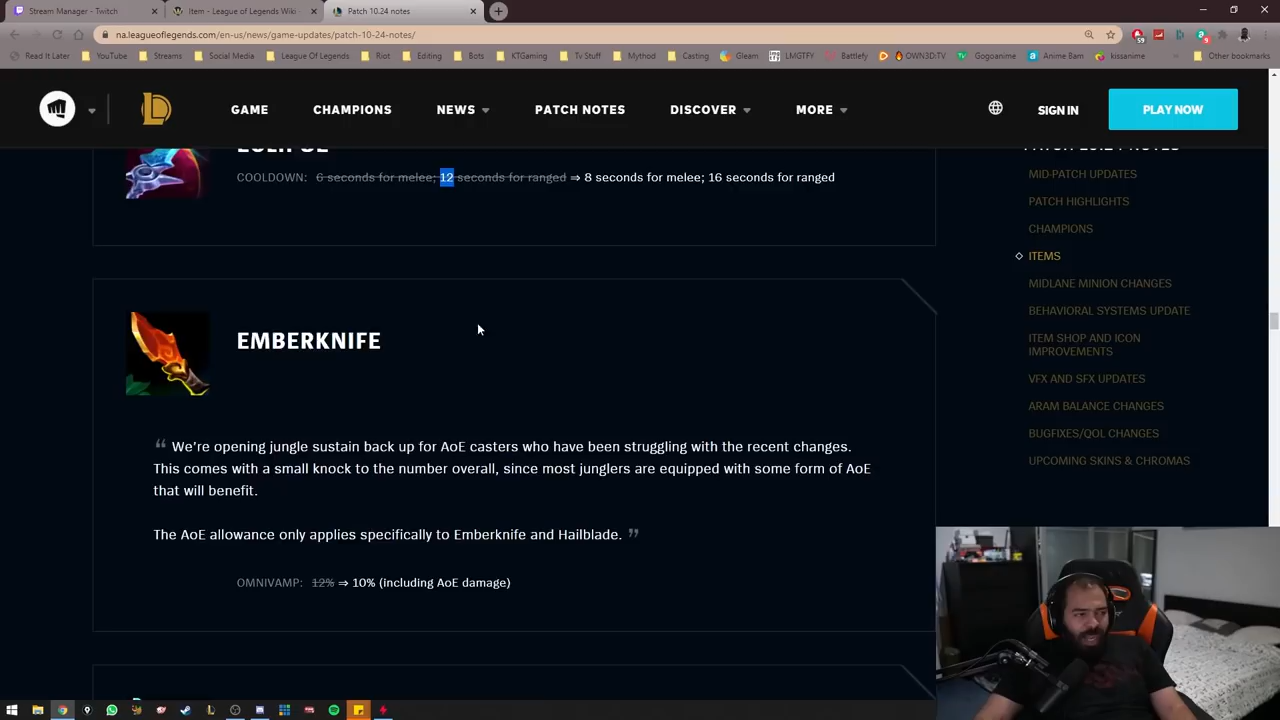 Stream Manager - Twitch
Item - League of Legends Wiki -
Patch 10.24 notes
na.leagueoflegends.com/en-us/news/game-updates/patch-10-24-notes/
Read It Later YouTube Streams Social Media League Of Legends Riot Editing Bots KTGaming Tv Stuff Mythod Casting Gleam LMGTFY Battlefy OWN3D.TV Gogoanime Anime Bam kissanime Other bookmarks
GAME CHAMPIONS NEWS PATCH NOTES DISCOVER MORE SIGN IN PLAY NOW
COOLDOWN: 6 seconds for melee; 12 seconds for ranged ⇒ 8 seconds for melee; 16 seconds for ranged
EMBERKNIFE
“ We’re opening jungle sustain back up for AoE casters who have been struggling with the recent changes.
This comes with a small knock to the number overall, since most junglers are equipped with some form of AoE
that will benefit.
The AoE allowance only applies specifically to Emberknife and Hailblade. ”
OMNIVAMP: 12% ⇒ 10% (including AoE damage)
MID-PATCH UPDATES
PATCH HIGHLIGHTS
CHAMPIONS
ITEMS
MIDLANE MINION CHANGES
BEHAVIORAL SYSTEMS UPDATE
ITEM SHOP AND ICON
IMPROVEMENTS
VFX AND SFX UPDATES
ARAM BALANCE CHANGES
BUGFIXES/QOL CHANGES
UPCOMING SKINS & CHROMAS